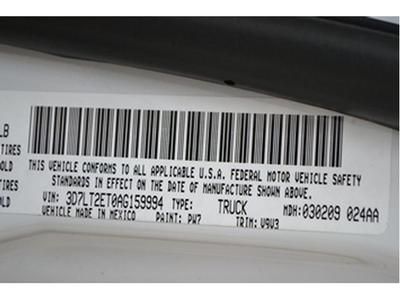 LB
TIRES
OLD
TIRES
OLD
THIS VEHICLE CONFORMS TO ALL APPLICABLE U.S.A. FEDERAL MOTOR VEHICLE SAFETY
STANDARDS IN EFFECT ON THE DATE OF MANUFACTURE SHOWN ABOVE.
VIN: 3D7LT2ET0AG159994 TYPE: TRUCK MDH: 030209 024AA
VEHICLE MADE IN MEXICO PAINT: PW7 TRIM: V9V3